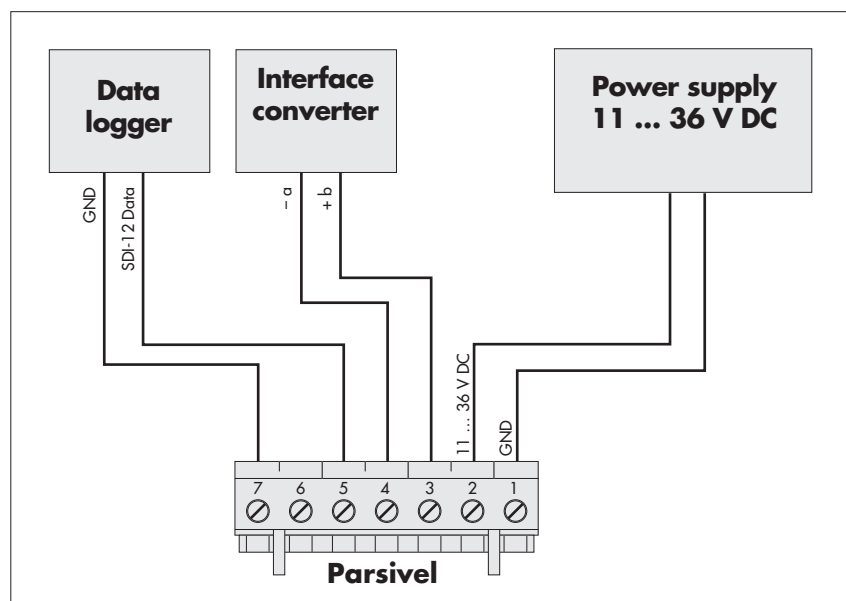 Data
logger
Interface
converter
Power supply
11 ... 36 V DC
GND
SDI-12 Data
– a
+ b
11 ... 36 V DC
GND
7 6 5 4 3 2 1
Parsivel